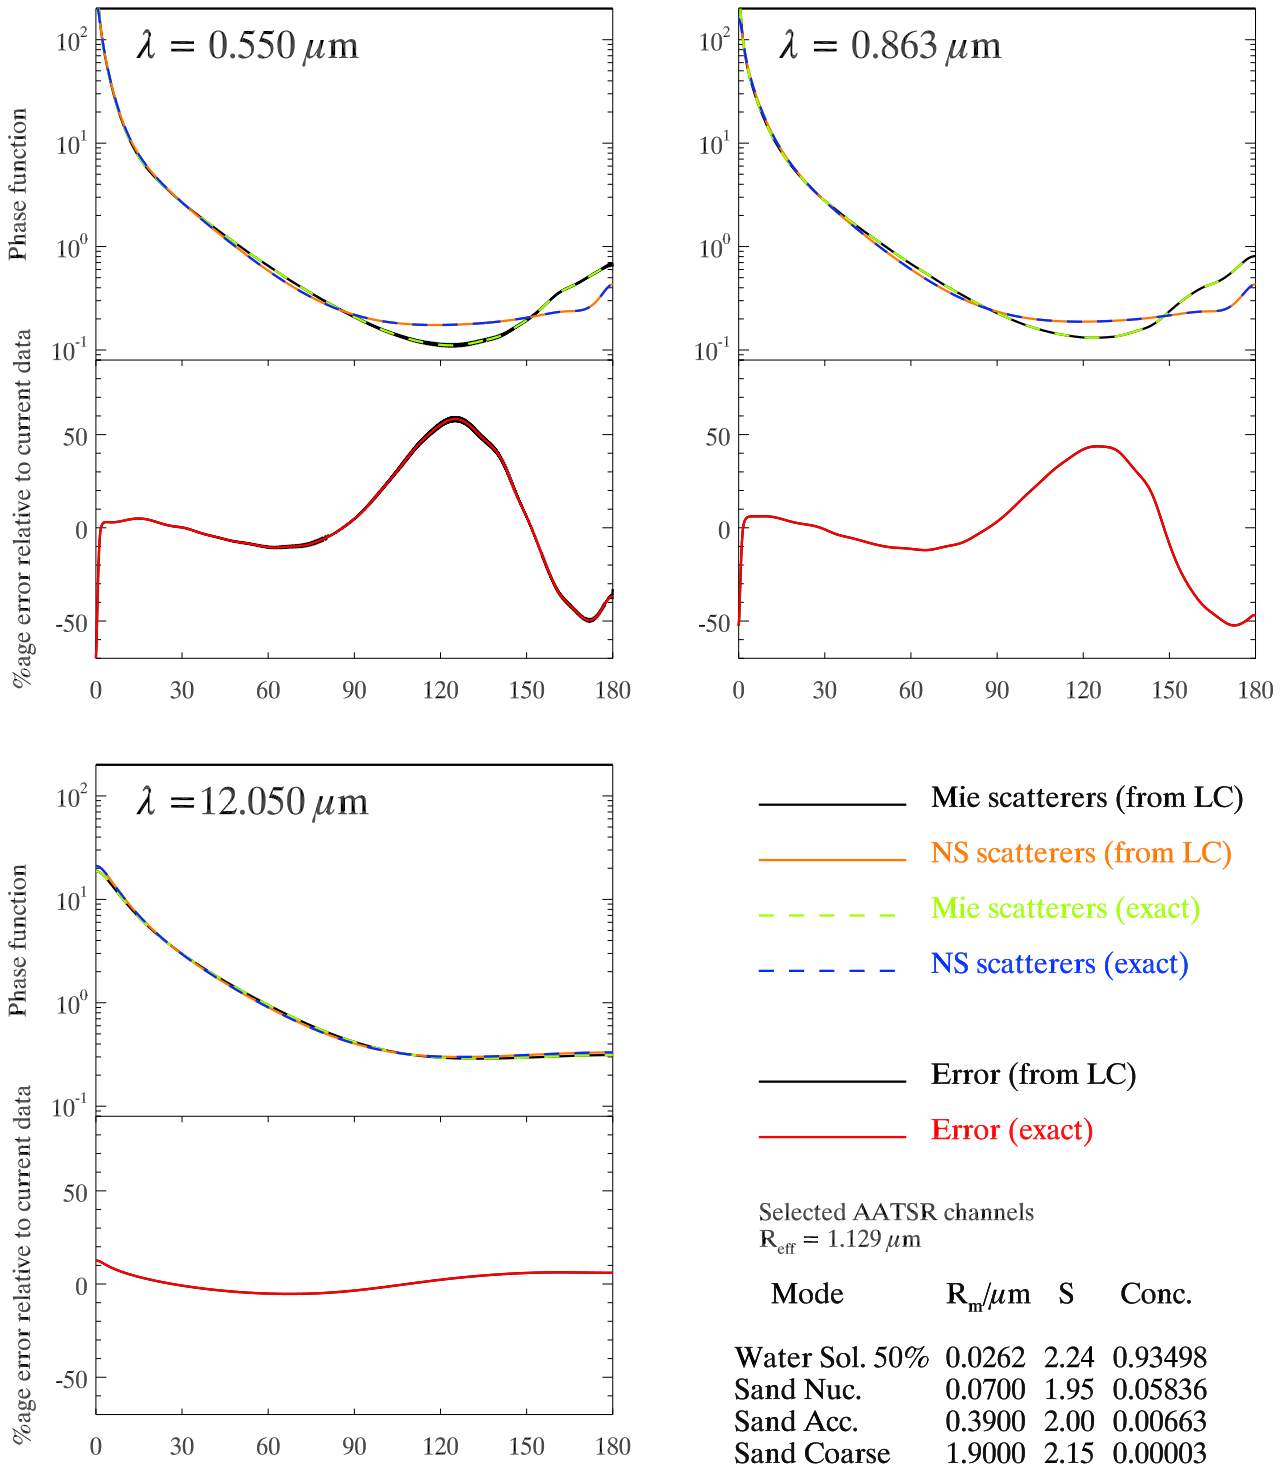 λ = 0.550 μm
10²
10¹
10⁰
10⁻¹
Phase function
50
0
-50
%age error relative to current data
0 30 60 90 120 150 180
λ = 0.863 μm
10²
10¹
10⁰
10⁻¹
50
0
-50
0 30 60 90 120 150 180
λ = 12.050 μm
10²
10¹
10⁰
10⁻¹
Phase function
50
0
-50
%age error relative to current data
0 30 60 90 120 150 180
Mie scatterers (from LC)
NS scatterers (from LC)
Mie scatterers (exact)
NS scatterers (exact)
Error (from LC)
Error (exact)
Selected AATSR channels
R_eff = 1.129 μm
Mode R_m/μm S Conc.
Water Sol. 50% 0.0262 2.24 0.93498
Sand Nuc. 0.0700 1.95 0.05836
Sand Acc. 0.3900 2.00 0.00663
Sand Coarse 1.9000 2.15 0.00003